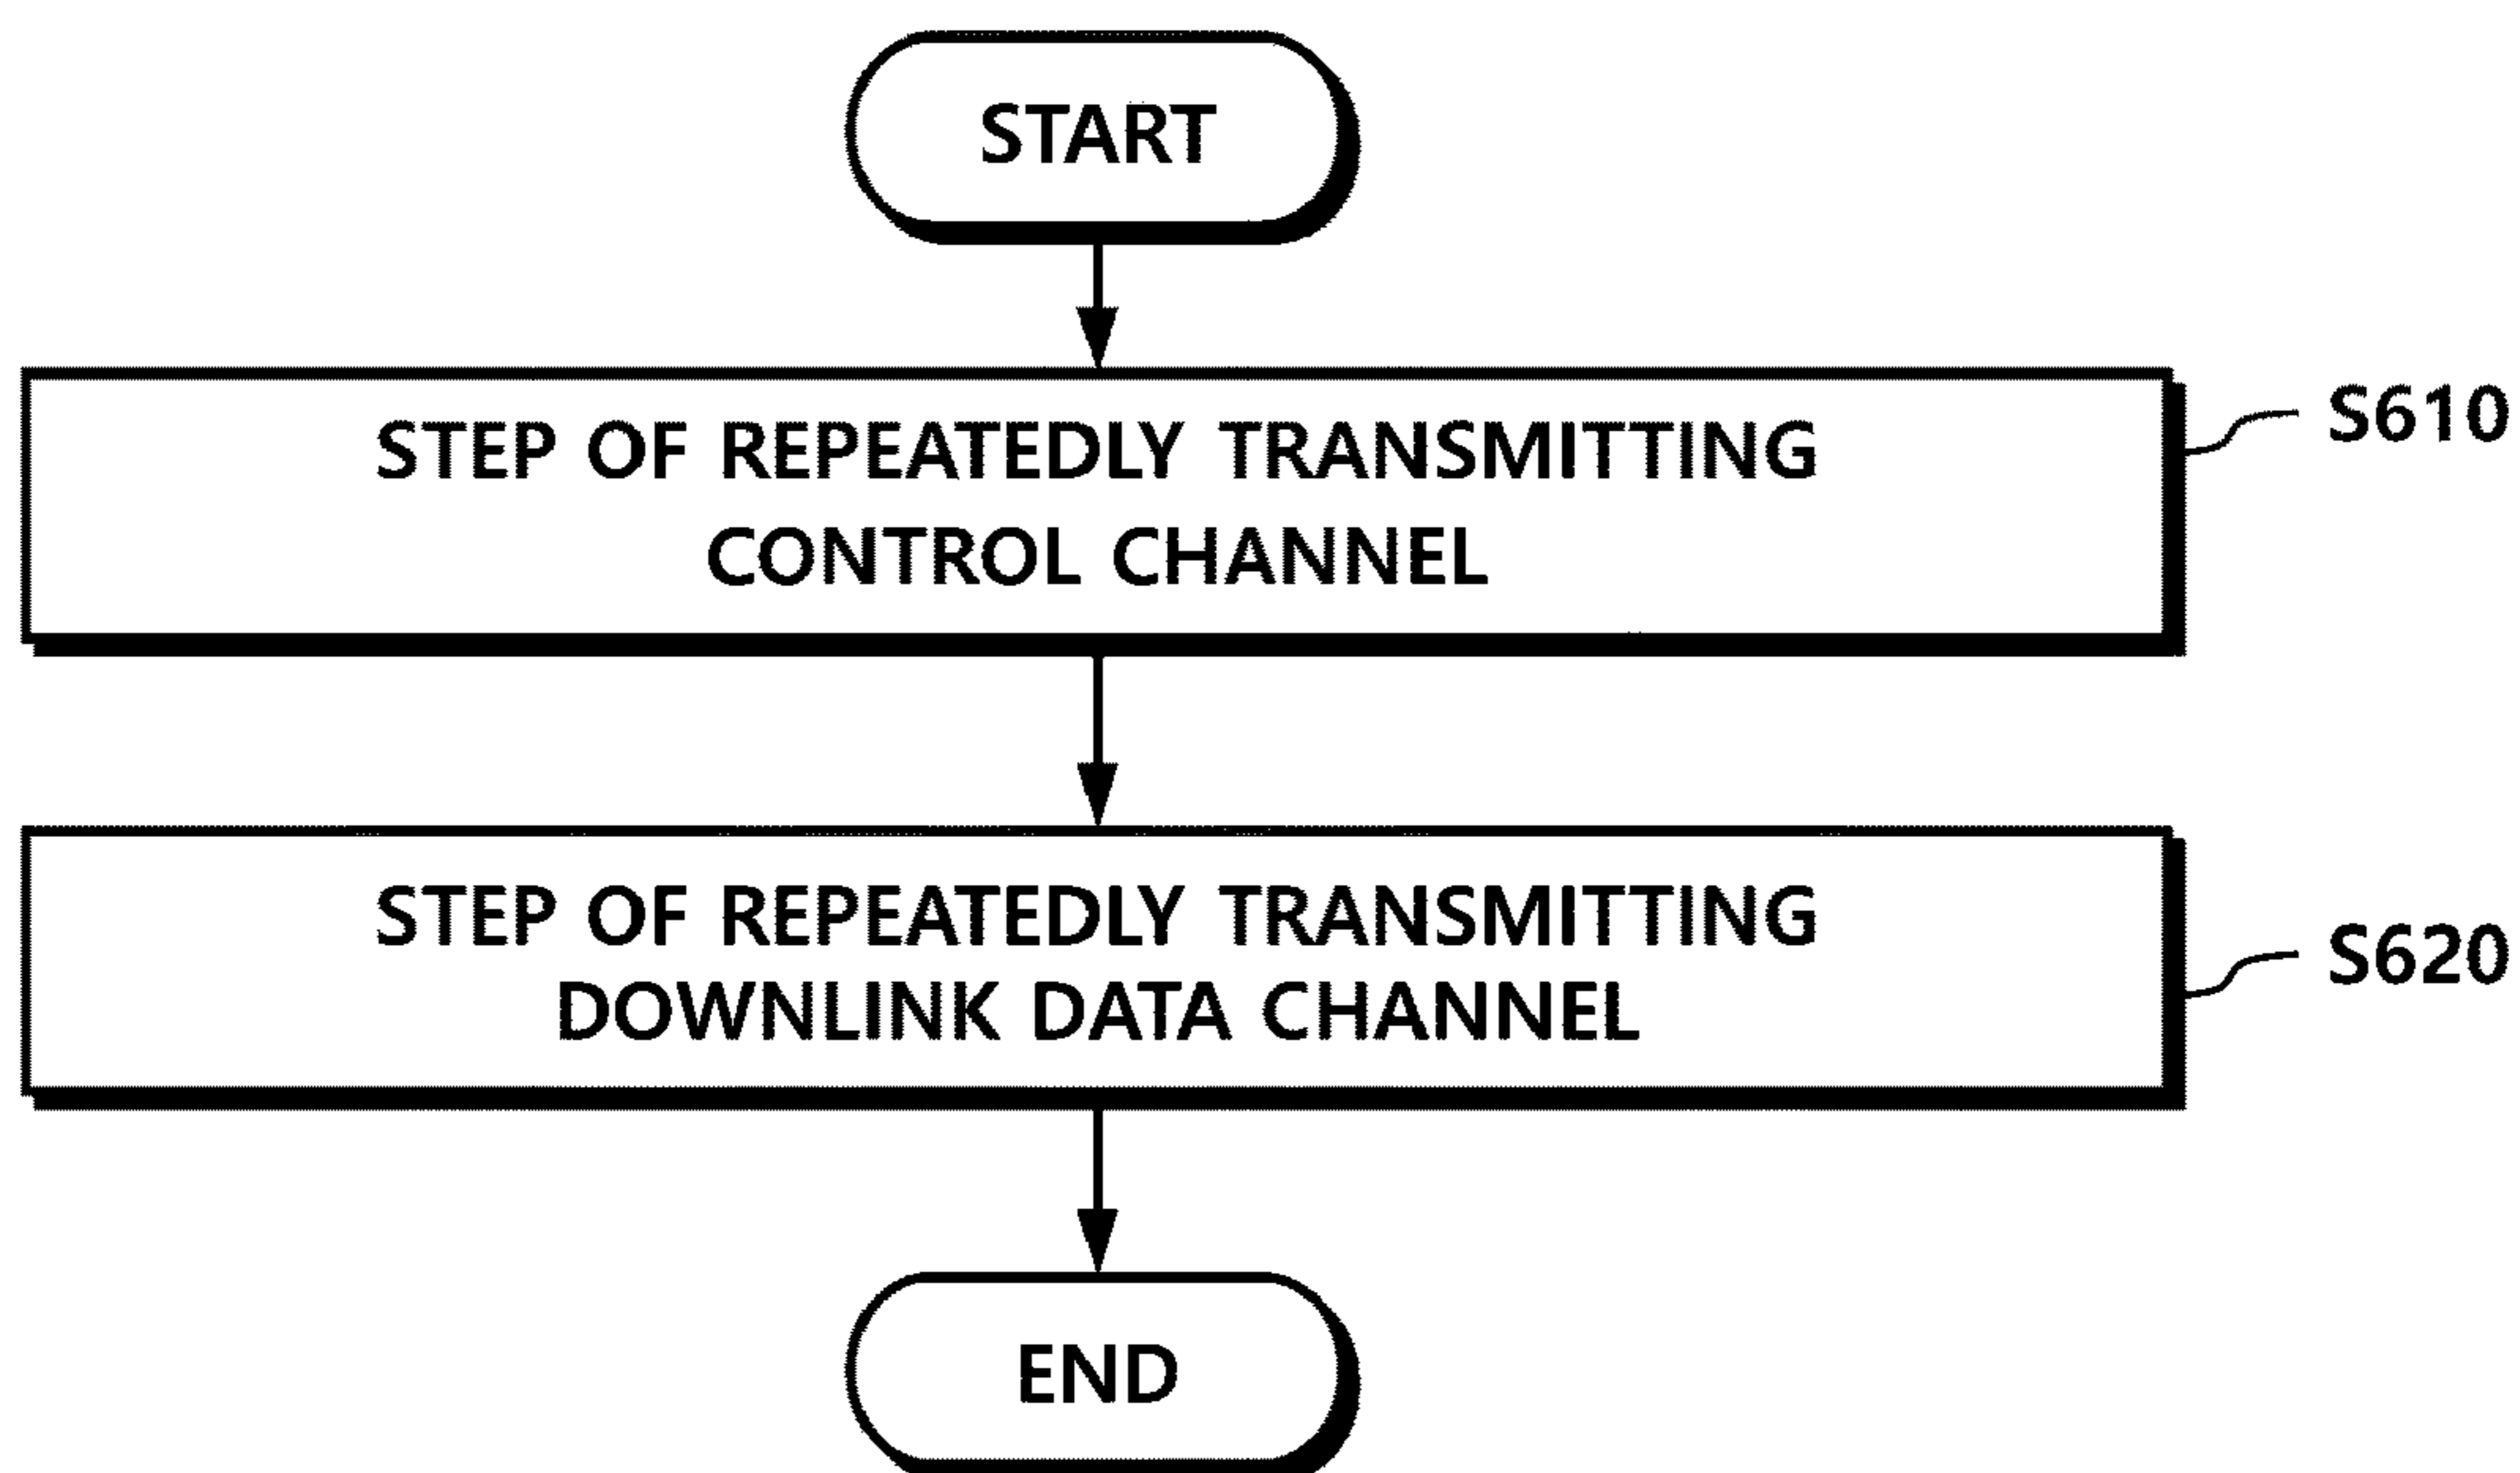 START
STEP OF REPEATEDLY TRANSMITTING
CONTROL CHANNEL
S610
STEP OF REPEATEDLY TRANSMITTING
DOWNLINK DATA CHANNEL
S620
END